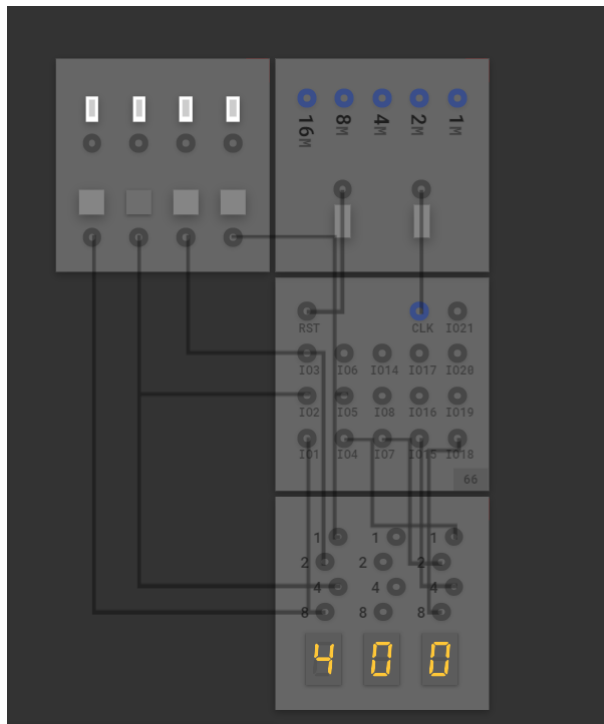 16M 8M 4M 2M 1M
RST CLK IO21
IO3 IO6 IO14 IO17 IO20
IO2 IO5 IO8 IO16 IO19
IO1 IO4 IO7 IO15 IO18
66
1 1 1
2 2 2
4 4 4
8 8 8
4 0 0